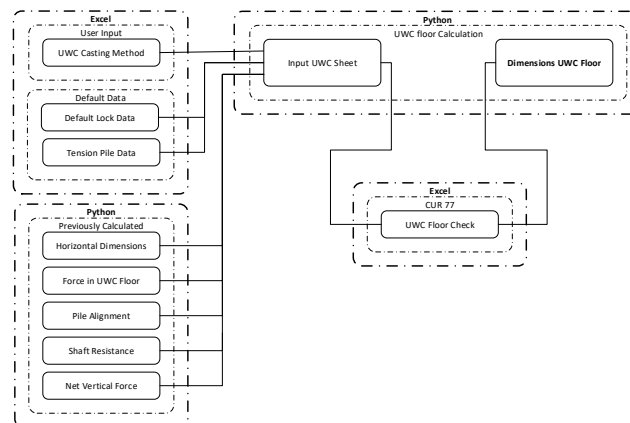 Excel
User Input
UWC Casting Method
Default Data
Default Lock Data
Tension Pile Data
Python
Previously Calculated
Horizontal Dimensions
Force in UWC Floor
Pile Alignment
Shaft Resistance
Net Vertical Force
Python
UWC floor Calculation
Input UWC Sheet
Dimensions UWC Floor
Excel
CUR 77
UWC Floor Check